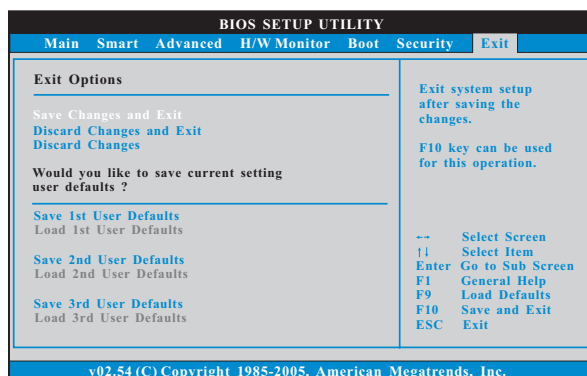 BIOS SETUP UTILITY
Main Smart Advanced H/W Monitor Boot Security Exit
Exit Options
Save Changes and Exit
Discard Changes and Exit
Discard Changes
Would you like to save current setting
user defaults ?
Save 1st User Defaults
Load 1st User Defaults
Save 2nd User Defaults
Load 2nd User Defaults
Save 3rd User Defaults
Load 3rd User Defaults
Exit system setup
after saving the
changes.
F10 key can be used
for this operation.
←→ Select Screen
↑↓ Select Item
Enter Go to Sub Screen
F1 General Help
F9 Load Defaults
F10 Save and Exit
ESC Exit
v02.54 (C) Copyright 1985-2005, American Megatrends, Inc.